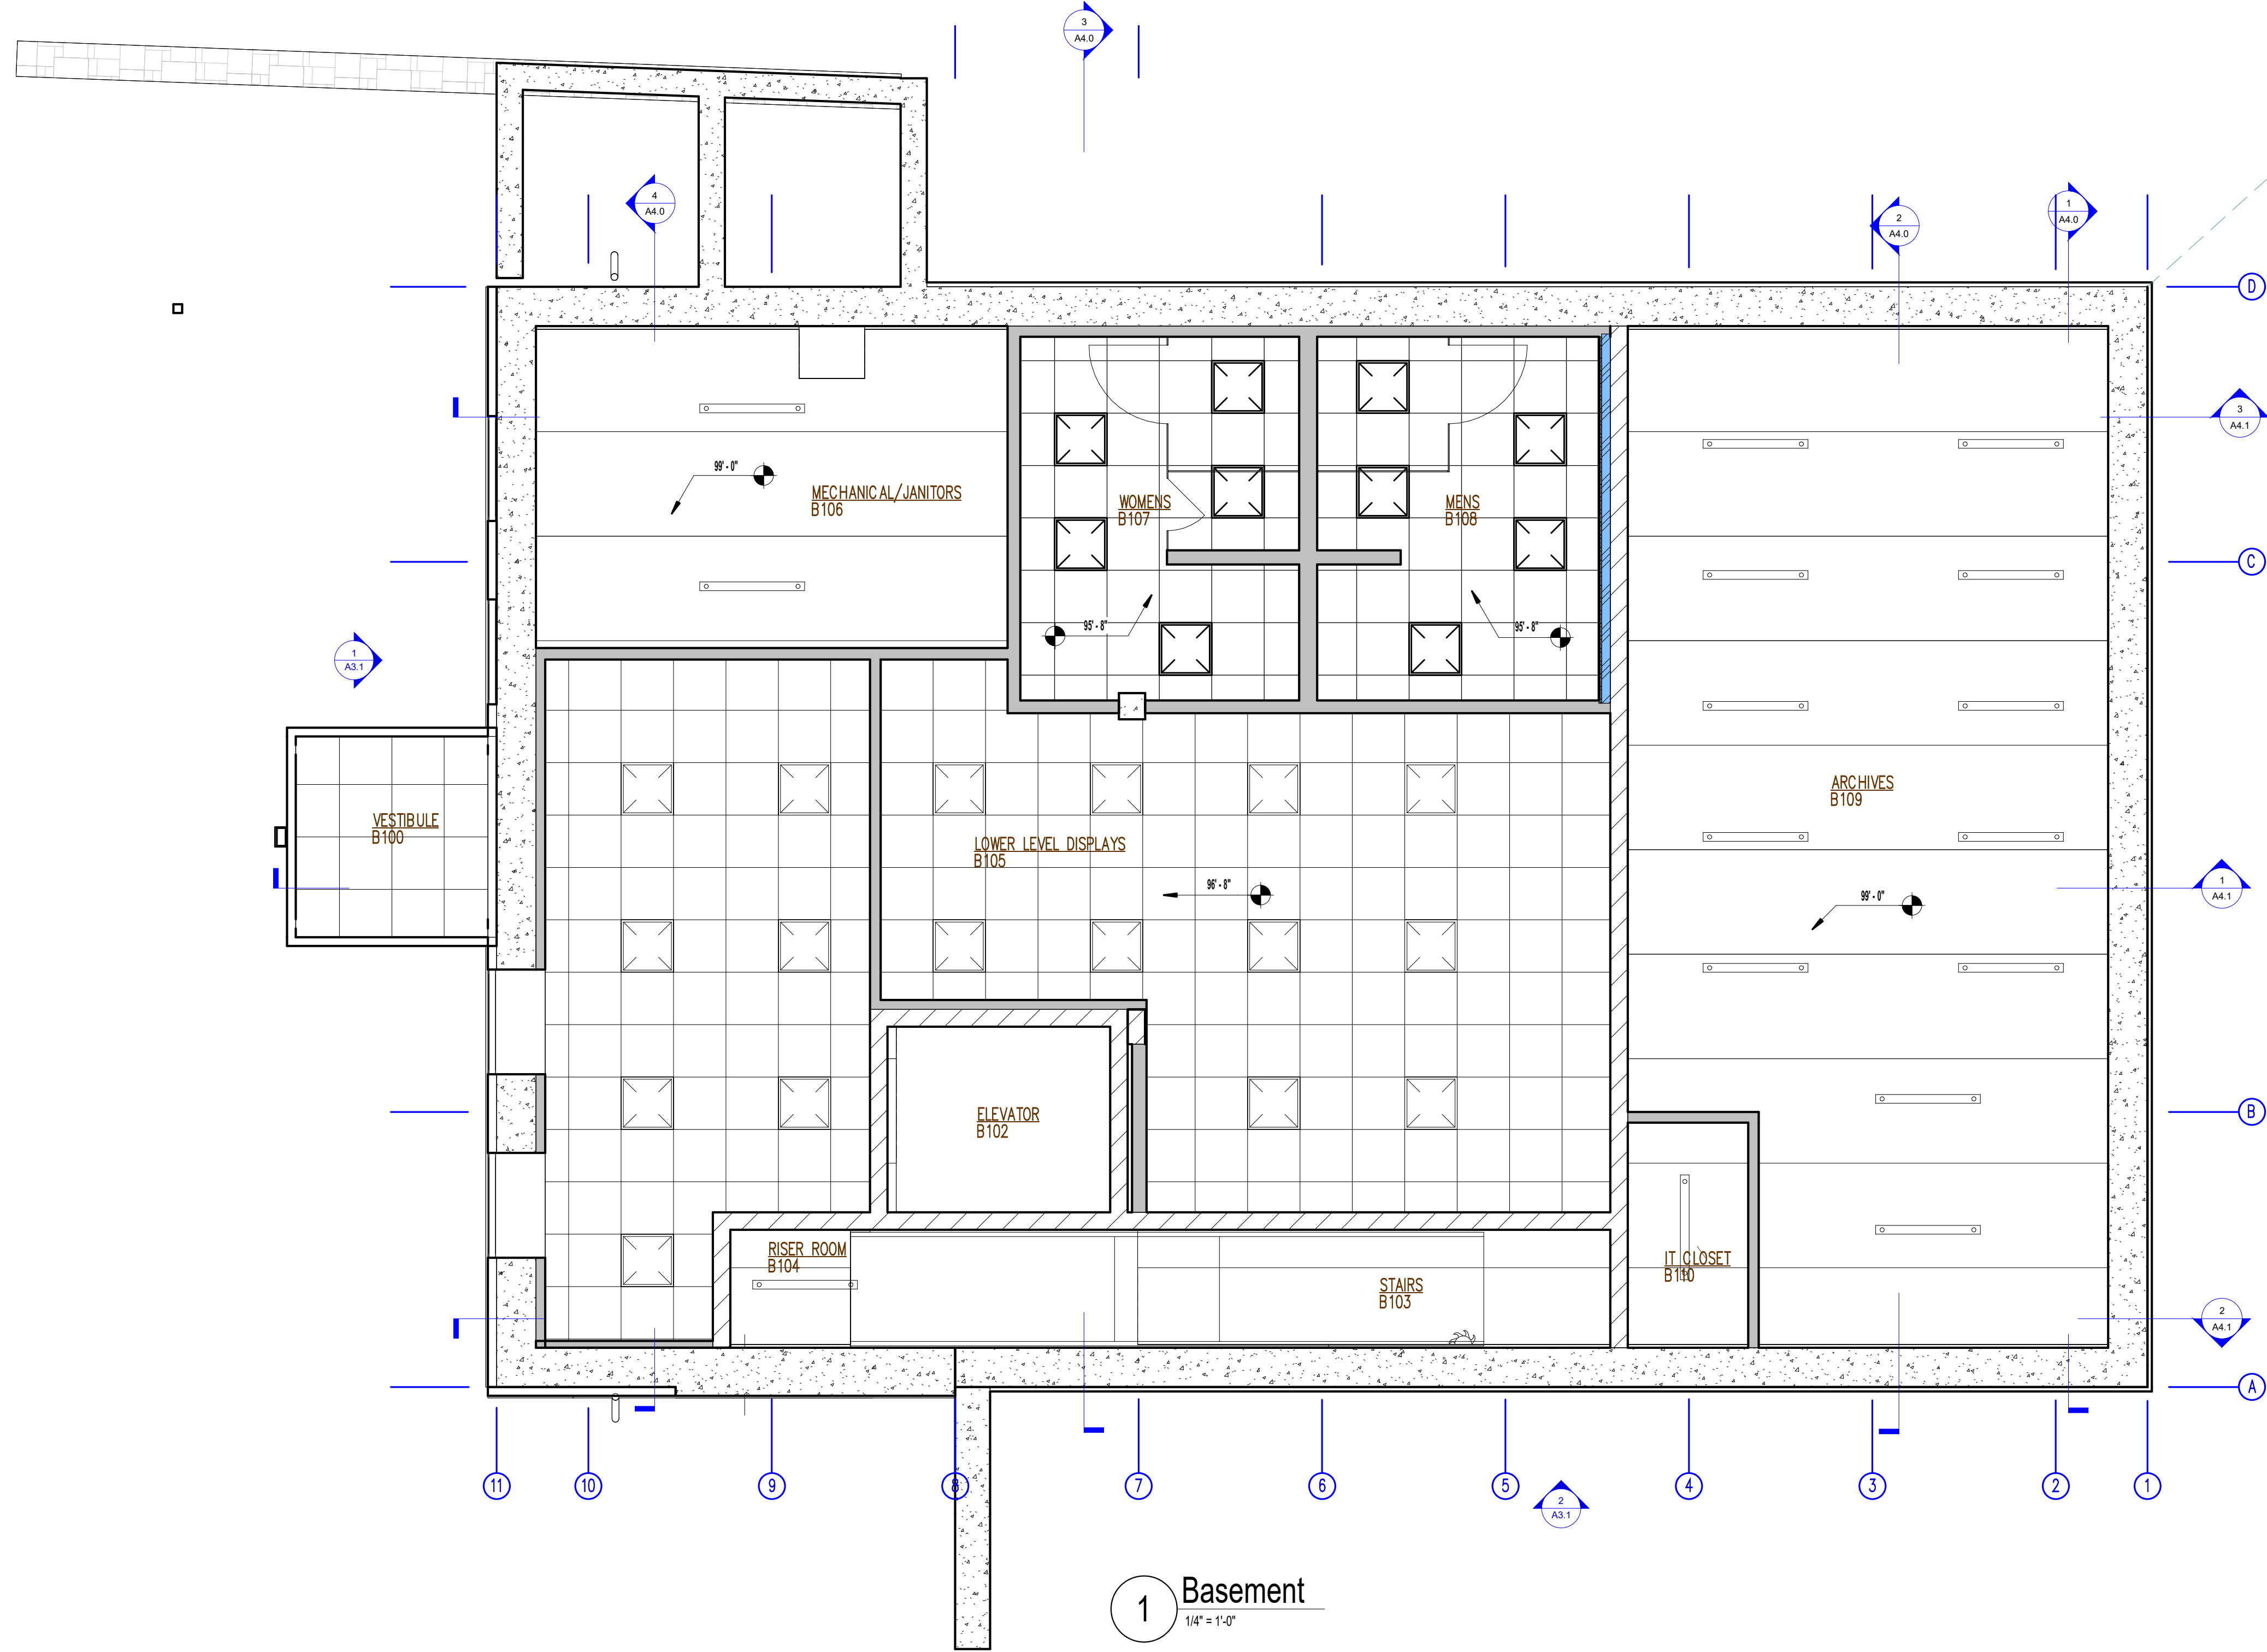 3
A4.0
4
A4.0
2
A4.0
1
A4.0
D
3
A4.1
99' - 0"
MECHANICAL/JANITORS
B106
WOMENS
B107
MENS
B108
C
95' - 8"
95' - 8"
1
A3.1
ARCHIVES
B109
VESTIBULE
B100
LOWER LEVEL DISPLAYS
B105
96' - 8"
99' - 0"
1
A4.1
ELEVATOR
B102
B
RISER ROOM
B104
STAIRS
B103
IT CLOSET
B110
2
A4.1
A
11
10
9
8
7
6
5
4
3
2
1
2
A3.1
1
Basement
1/4" = 1'-0"